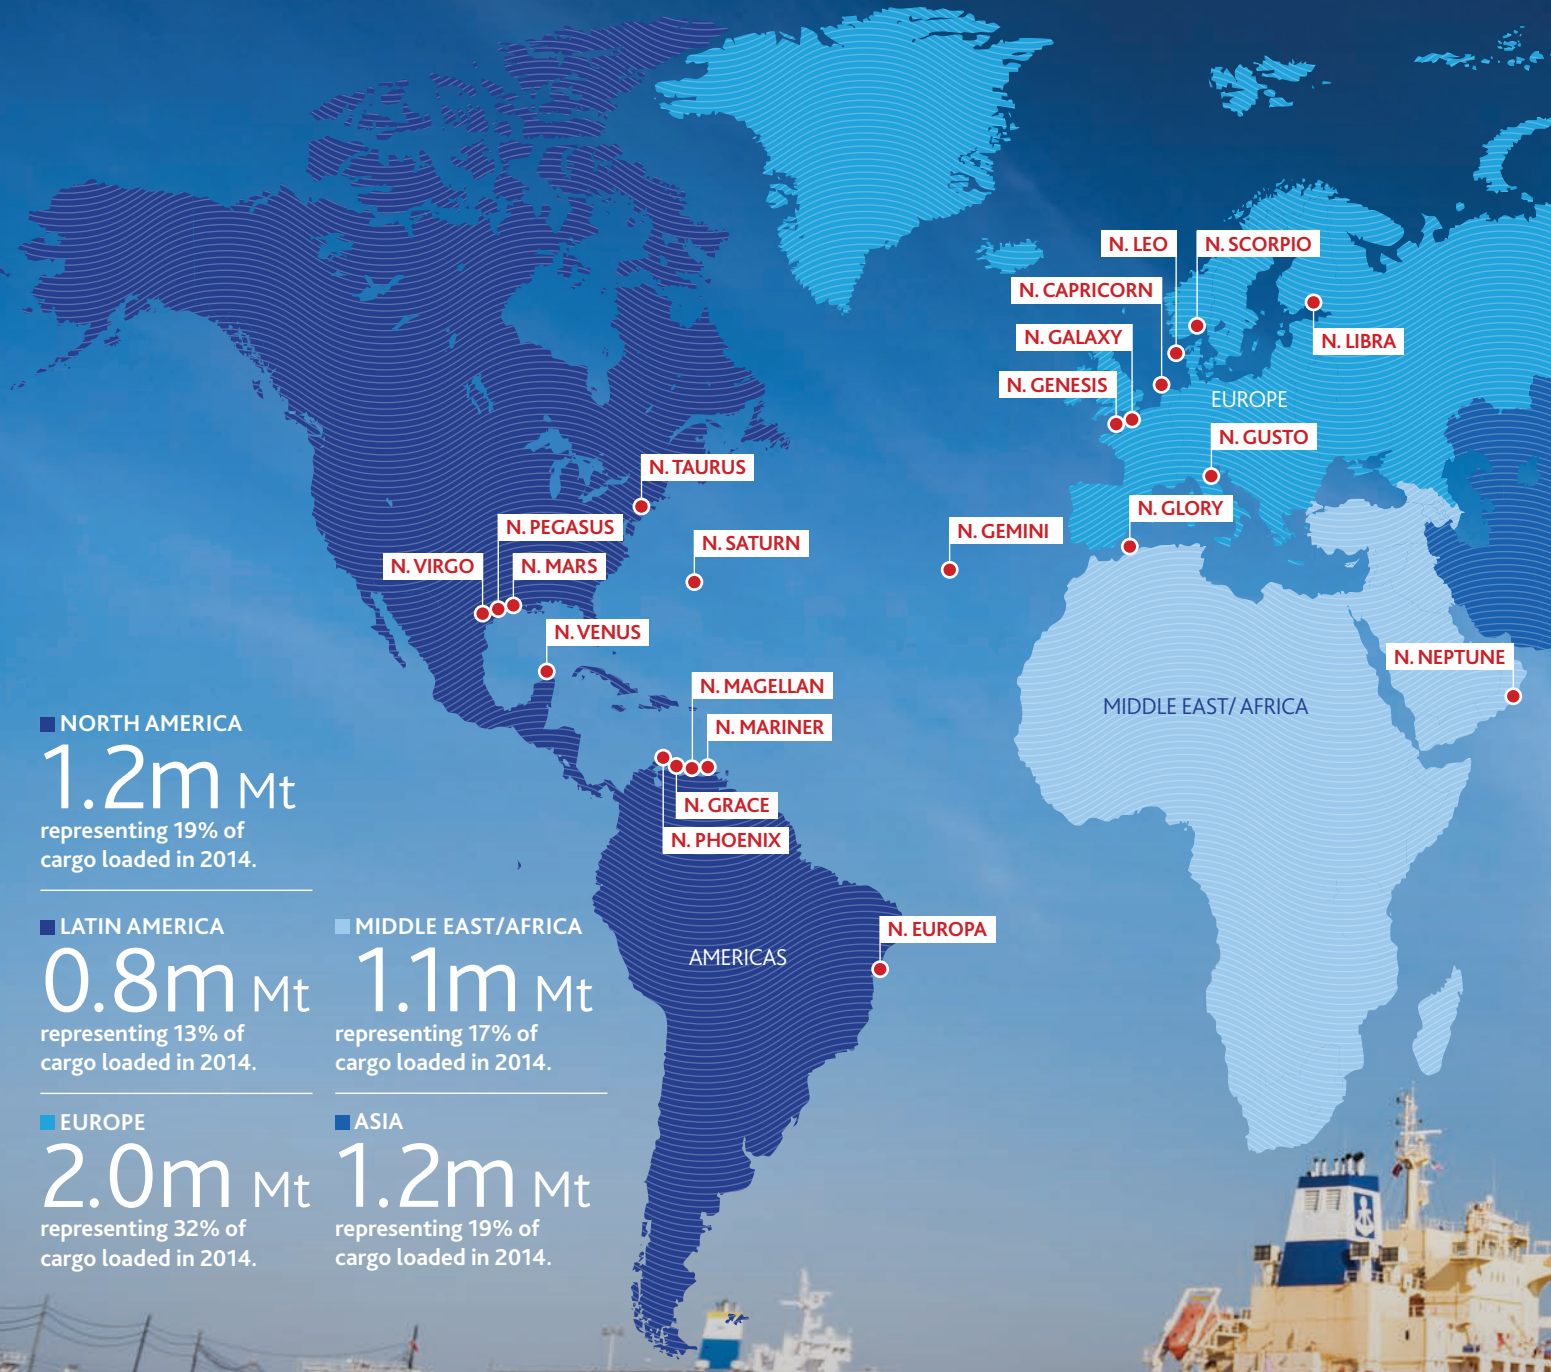 N. LEO
N. SCORPIO
N. CAPRICORN
N. GALAXY
N. LIBRA
N. GENESIS
EUROPE
N. GUSTO
N. TAURUS
N. GLORY
N. PEGASUS
N. GEMINI
N. SATURN
N. VIRGO
N. MARS
N. VENUS
N. NEPTUNE
N. MAGELLAN
MIDDLE EAST/ AFRICA
N. MARINER
N. GRACE
N. PHOENIX
N. EUROPA
AMERICAS
NORTH AMERICA
1.2m Mt
representing 19% of
cargo loaded in 2014.
LATIN AMERICA
0.8m Mt
representing 13% of
cargo loaded in 2014.
MIDDLE EAST/AFRICA
1.1m Mt
representing 17% of
cargo loaded in 2014.
EUROPE
2.0m Mt
representing 32% of
cargo loaded in 2014.
ASIA
1.2m Mt
representing 19% of
cargo loaded in 2014.